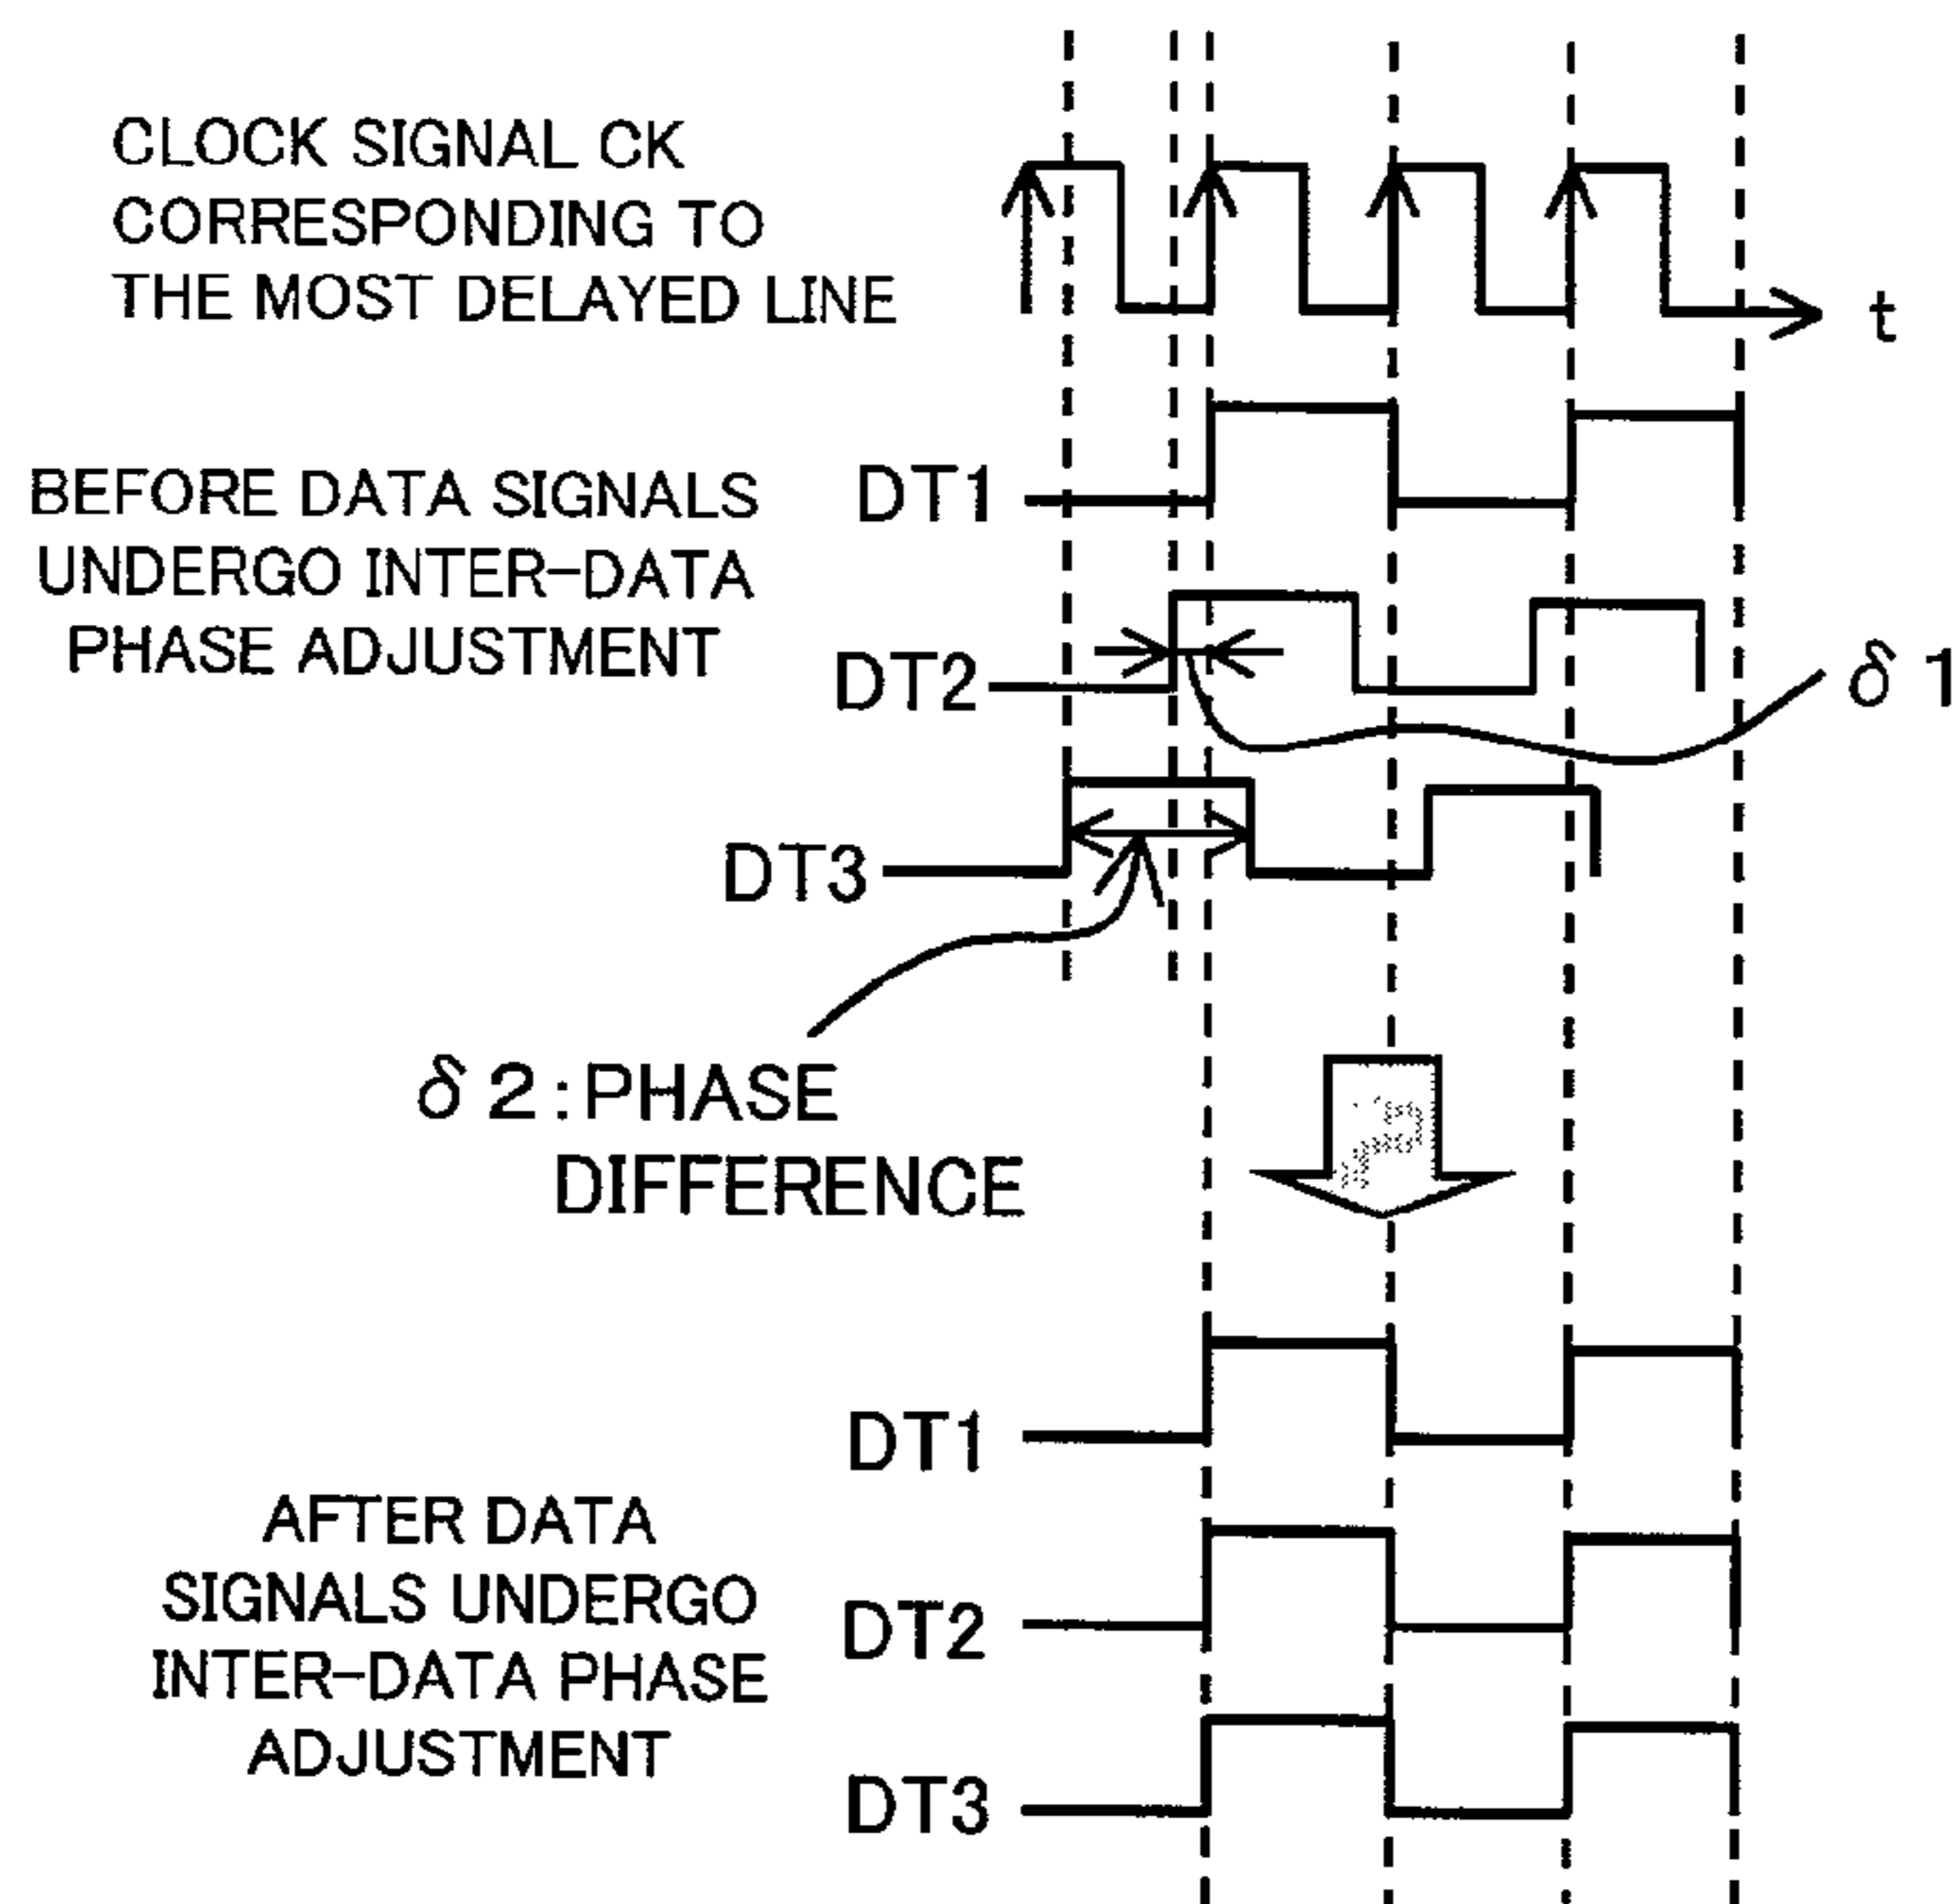 CLOCK SIGNAL CK
CORRESPONDING TO
THE MOST DELAYED LINE
t
BEFORE DATA SIGNALS
UNDERGO INTER-DATA
PHASE ADJUSTMENT
DT1
DT2
δ1
DT3
δ2:PHASE
DIFFERENCE
AFTER DATA
SIGNALS UNDERGO
INTER-DATA PHASE
ADJUSTMENT
DT1
DT2
DT3